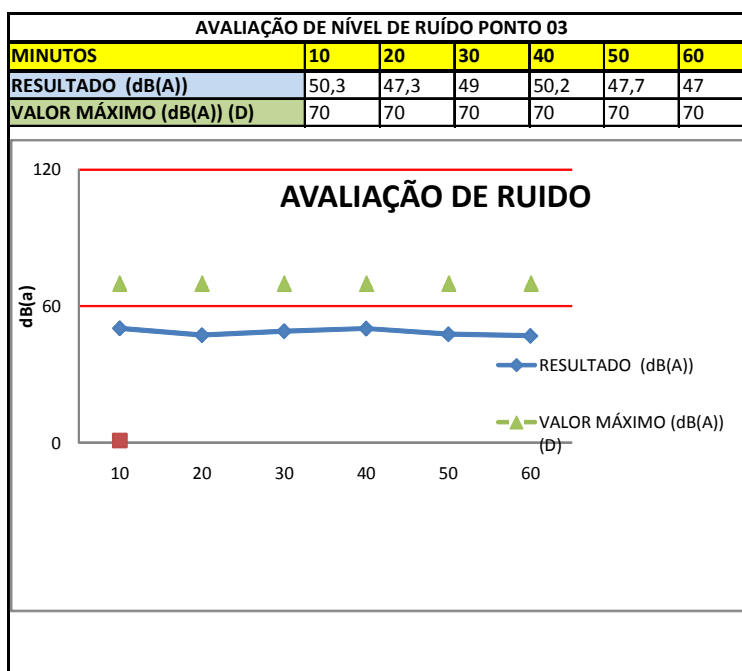 AVALIAÇÃO DE NÍVEL DE RUÍDO PONTO 03
MINUTOS 10 20 30 40 50 60
RESULTADO (dB(A)) 50,3 47,3 49 50,2 47,7 47
VALOR MÁXIMO (dB(A)) (D) 70 70 70 70 70 70
AVALIAÇÃO DE RUIDO
120
60
0
dB(a)
10 20 30 40 50 60
RESULTADO (dB(A))
VALOR MÁXIMO (dB(A))
(D)